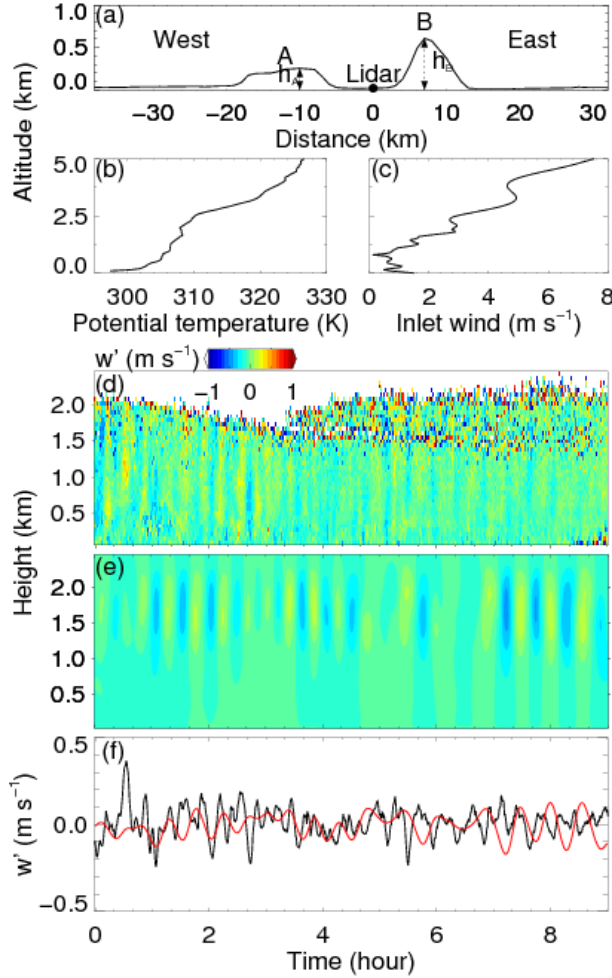 (a)
1.0
0.5
0.0
West
A
h_A
Lidar
B
h_B
East
−30 −20 −10 0 10 20 30
Distance (km)
Altitude (km)
(b)
5.0
2.5
0.0
300 310 320 330
Potential temperature (K)
(c)
0 2 4 6 8
Inlet wind (m s⁻¹)
w' (m s⁻¹)
−1 0 1
(d)
2.0
1.5
1.0
0.5
Height (km)
(e)
2.0
1.5
1.0
0.5
(f)
0.5
0.0
−0.5
w' (m s⁻¹)
0 2 4 6 8
Time (hour)